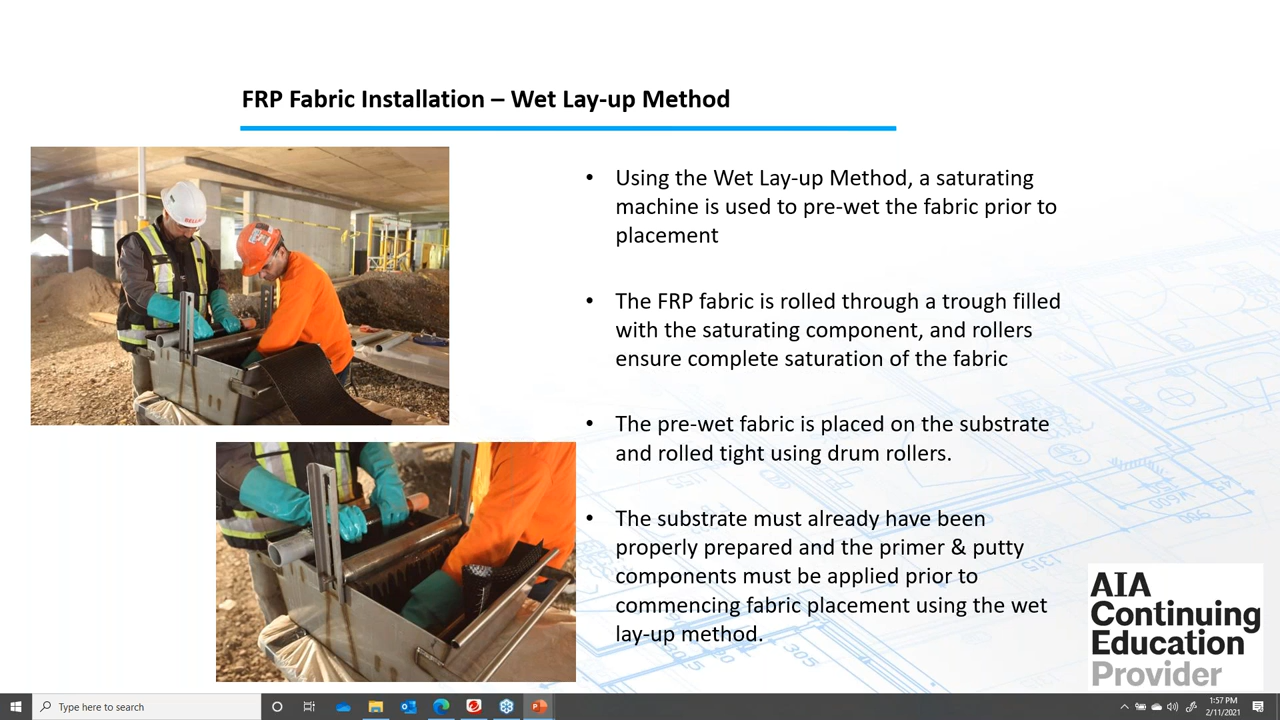 FRP Fabric Installation – Wet Lay-up Method
• Using the Wet Lay-up Method, a saturating
machine is used to pre-wet the fabric prior to
placement
• The FRP fabric is rolled through a trough filled
with the saturating component, and rollers
ensure complete saturation of the fabric
• The pre-wet fabric is placed on the substrate
and rolled tight using drum rollers.
• The substrate must already have been
properly prepared and the primer & putty
components must be applied prior to
commencing fabric placement using the wet
lay-up method.
AIA
Continuing
Education
Provider
Type here to search
1:57 PM
2/11/2021